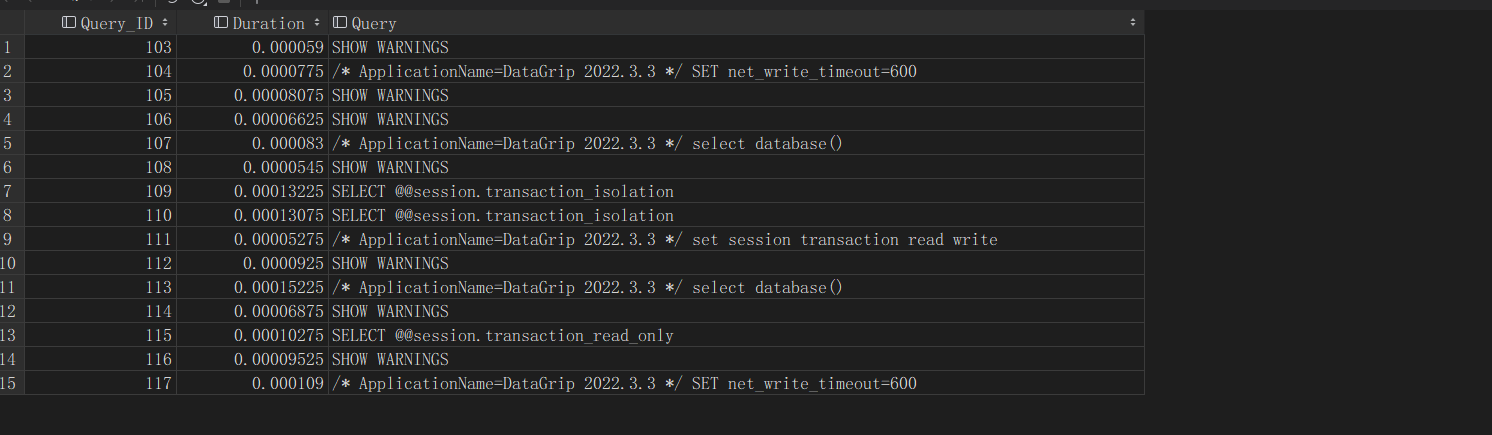 Query_ID Duration Query
1 103 0.000059 SHOW WARNINGS
2 104 0.0000775 /* ApplicationName=DataGrip 2022.3.3 */ SET net_write_timeout=600
3 105 0.00008075 SHOW WARNINGS
4 106 0.00006625 SHOW WARNINGS
5 107 0.000083 /* ApplicationName=DataGrip 2022.3.3 */ select database()
6 108 0.0000545 SHOW WARNINGS
7 109 0.00013225 SELECT @@session.transaction_isolation
8 110 0.00013075 SELECT @@session.transaction_isolation
9 111 0.00005275 /* ApplicationName=DataGrip 2022.3.3 */ set session transaction read write
10 112 0.0000925 SHOW WARNINGS
11 113 0.00015225 /* ApplicationName=DataGrip 2022.3.3 */ select database()
12 114 0.00006875 SHOW WARNINGS
13 115 0.00010275 SELECT @@session.transaction_read_only
14 116 0.00009525 SHOW WARNINGS
15 117 0.000109 /* ApplicationName=DataGrip 2022.3.3 */ SET net_write_timeout=600